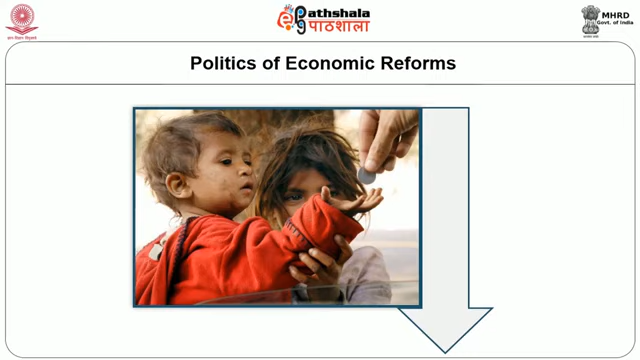 ePathshala
पाठशाला
MHRD
Govt. of India
Politics of Economic Reforms